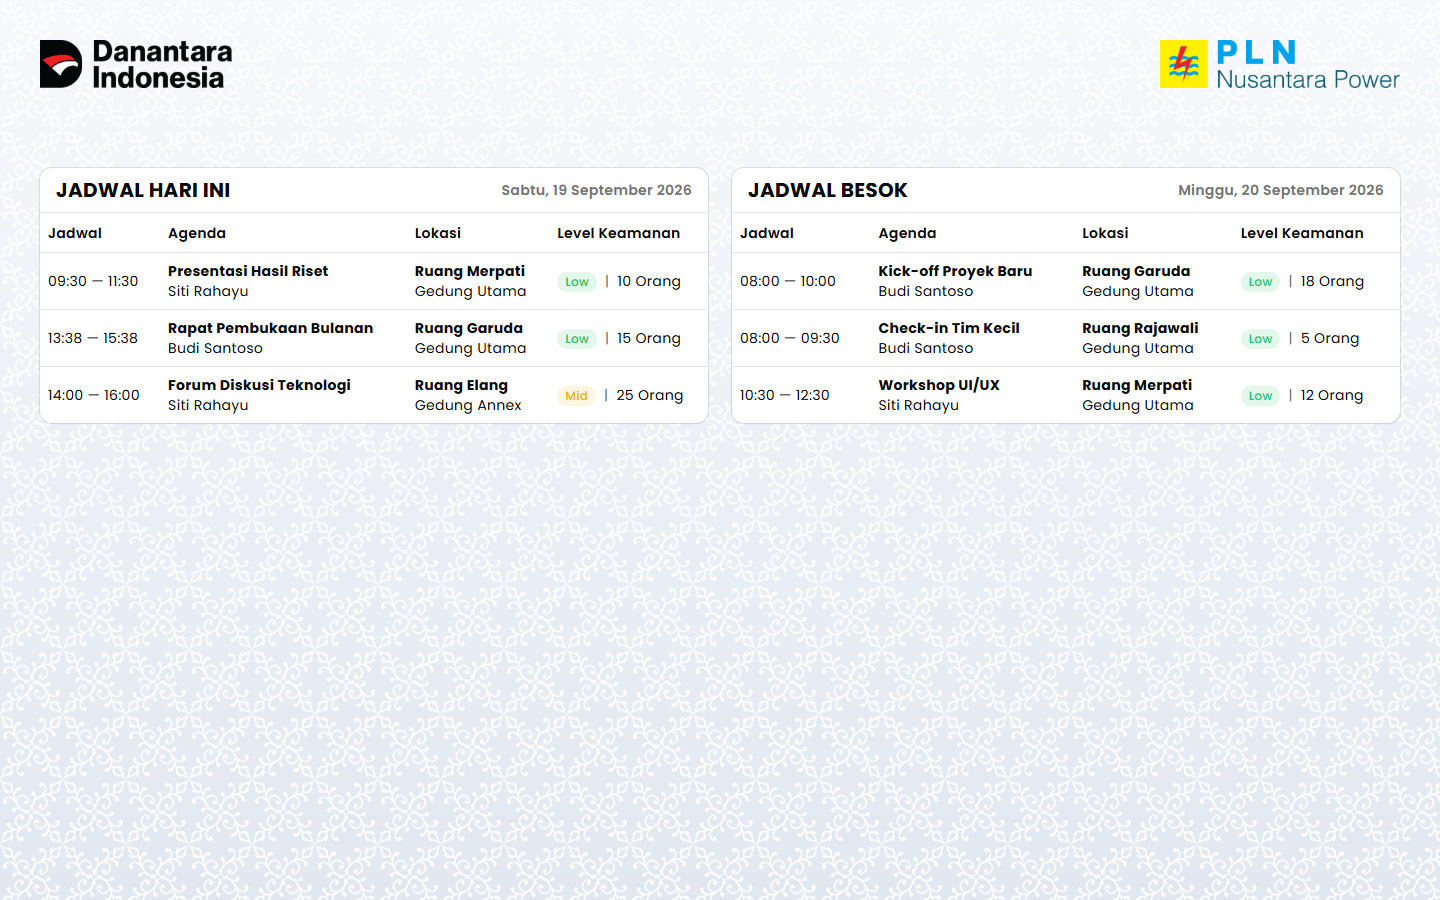 Danantara
Indonesia
PLN
Nusantara Power
JADWAL HARI INI
Sabtu, 19 September 2026
Jadwal Agenda Lokasi Level Keamanan
09:30 — 11:30 Presentasi Hasil Riset Ruang Merpati Low | 10 Orang
Siti Rahayu Gedung Utama
13:38 — 15:38 Rapat Pembukaan Bulanan Ruang Garuda Low | 15 Orang
Budi Santoso Gedung Utama
14:00 — 16:00 Forum Diskusi Teknologi Ruang Elang Mid | 25 Orang
Siti Rahayu Gedung Annex
JADWAL BESOK
Minggu, 20 September 2026
Jadwal Agenda Lokasi Level Keamanan
08:00 — 10:00 Kick-off Proyek Baru Ruang Garuda Low | 18 Orang
Budi Santoso Gedung Utama
08:00 — 09:30 Check-in Tim Kecil Ruang Rajawali Low | 5 Orang
Budi Santoso Gedung Utama
10:30 — 12:30 Workshop UI/UX Ruang Merpati Low | 12 Orang
Siti Rahayu Gedung Utama